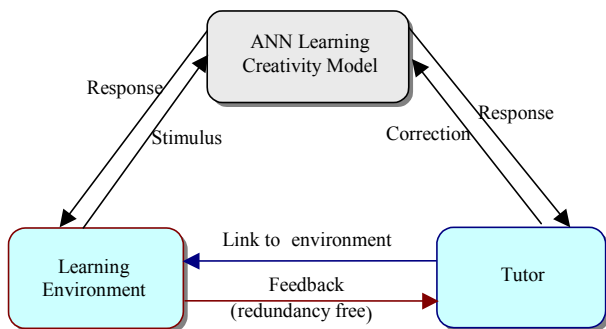 ANN Learning
Creativity Model
Response
Stimulus
Response
Correction
Link to environment
Learning
Environment
Feedback
(redundancy free)
Tutor